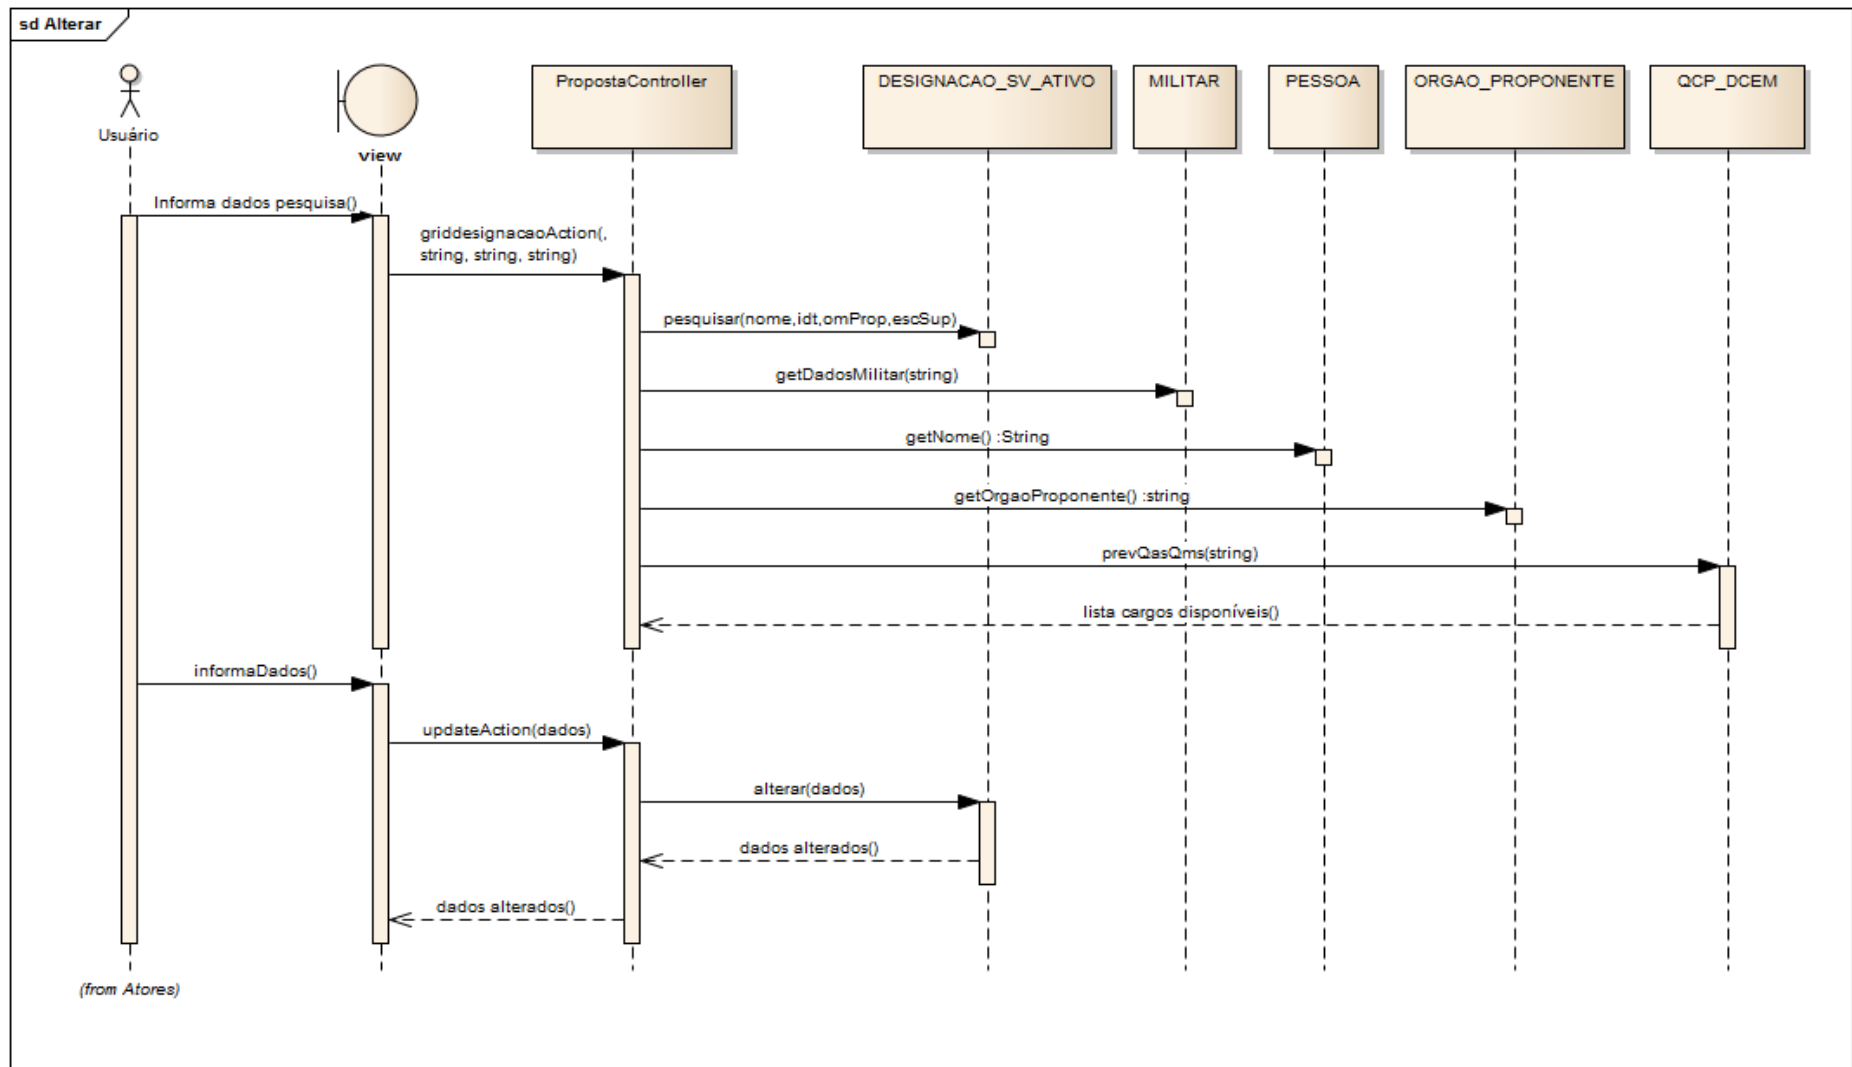 sd Alterar
Usuário
view
PropostaController
DESIGNACAO_SV_ATIVO
MILITAR
PESSOA
ORGAO_PROPONENTE
QCP_DCEM
Informa dados pesquisa()
griddesignacaoAction(,
string, string, string)
pesquisar(nome,idt,omProp,escSup)
getDadosMilitar(string)
getNome() :String
getOrgaoProponente() :string
prevQasQms(string)
lista cargos disponíveis()
informaDados()
updateAction(dados)
alterar(dados)
dados alterados()
dados alterados()
(from Atores)